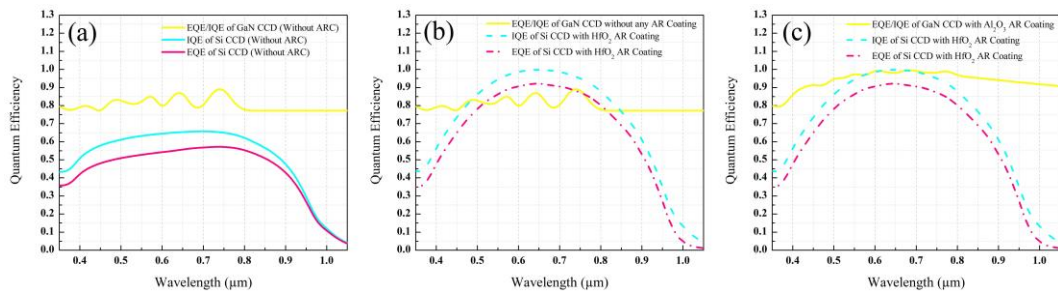 (a)
EQE/IQE of GaN CCD (Without ARC)
IQE of Si CCD (Without ARC)
EQE of Si CCD (Without ARC)
Quantum Efficiency
1.3
1.2
1.1
1.0
0.9
0.8
0.7
0.6
0.5
0.4
0.3
0.2
0.1
0.0
0.4 0.5 0.6 0.7 0.8 0.9 1.0
Wavelength (µm)
(b)
EQE/IQE of GaN CCD without any AR Coating
IQE of Si CCD with HfO₂ AR Coating
EQE of Si CCD with HfO₂ AR Coating
Quantum Efficiency
1.3
1.2
1.1
1.0
0.9
0.8
0.7
0.6
0.5
0.4
0.3
0.2
0.1
0.0
0.4 0.5 0.6 0.7 0.8 0.9 1.0
Wavelength (µm)
(c)
EQE/IQE of GaN CCD with Al₂O₃ AR Coating
IQE of Si CCD with HfO₂ AR Coating
EQE of Si CCD with HfO₂ AR Coating
Quantum Efficiency
1.3
1.2
1.1
1.0
0.9
0.8
0.7
0.6
0.5
0.4
0.3
0.2
0.1
0.0
0.4 0.5 0.6 0.7 0.8 0.9 1.0
Wavelength (µm)